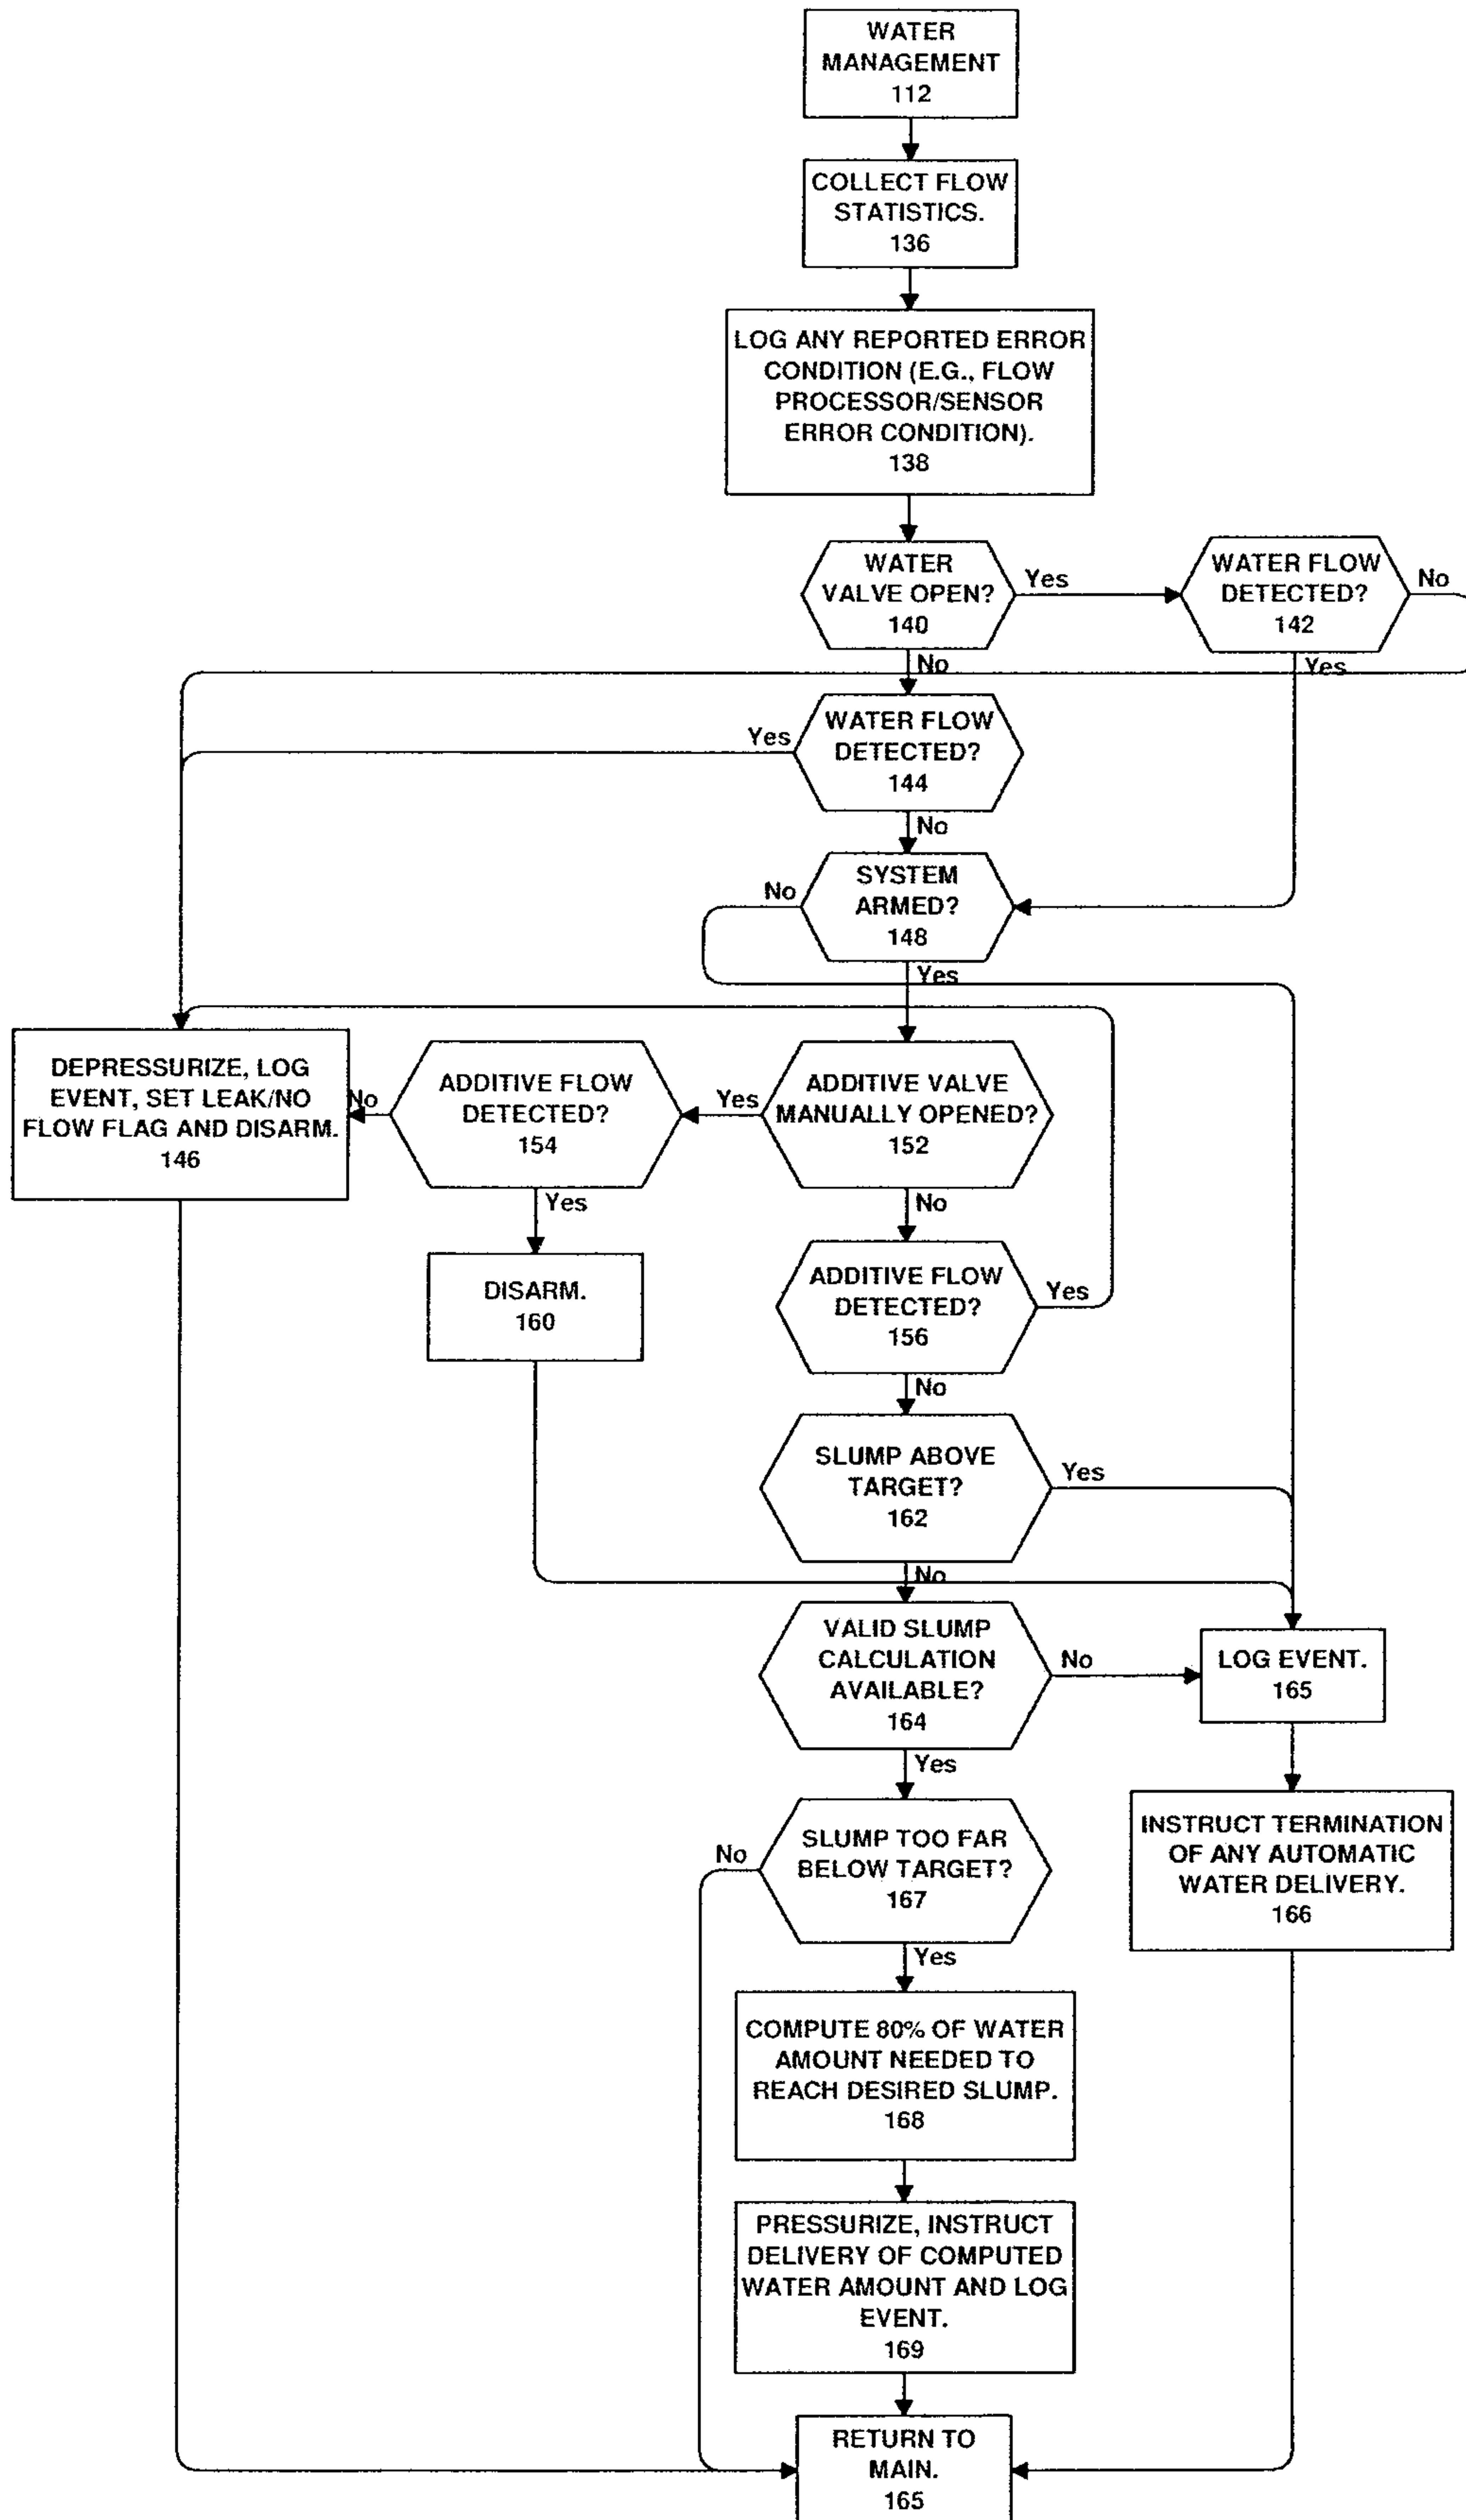 WATER
MANAGEMENT
112
COLLECT FLOW
STATISTICS.
136
LOG ANY REPORTED ERROR
CONDITION (E.G., FLOW
PROCESSOR/SENSOR
ERROR CONDITION).
138
WATER
VALVE OPEN?
140
Yes
WATER FLOW
DETECTED?
142
No
No
Yes
WATER FLOW
DETECTED?
144
Yes
No
SYSTEM
ARMED?
148
No
Yes
DEPRESSURIZE, LOG
EVENT, SET LEAK/NO
FLOW FLAG AND DISARM.
146
No
ADDITIVE FLOW
DETECTED?
154
Yes
ADDITIVE VALVE
MANUALLY OPENED?
152
Yes
No
DISARM.
160
ADDITIVE FLOW
DETECTED?
156
Yes
No
SLUMP ABOVE
TARGET?
162
Yes
No
VALID SLUMP
CALCULATION
AVAILABLE?
164
No
LOG EVENT.
165
Yes
SLUMP TOO FAR
BELOW TARGET?
167
No
INSTRUCT TERMINATION
OF ANY AUTOMATIC
WATER DELIVERY.
166
Yes
COMPUTE 80% OF WATER
AMOUNT NEEDED TO
REACH DESIRED SLUMP.
168
PRESSURIZE, INSTRUCT
DELIVERY OF COMPUTED
WATER AMOUNT AND LOG
EVENT.
169
RETURN TO
MAIN.
165